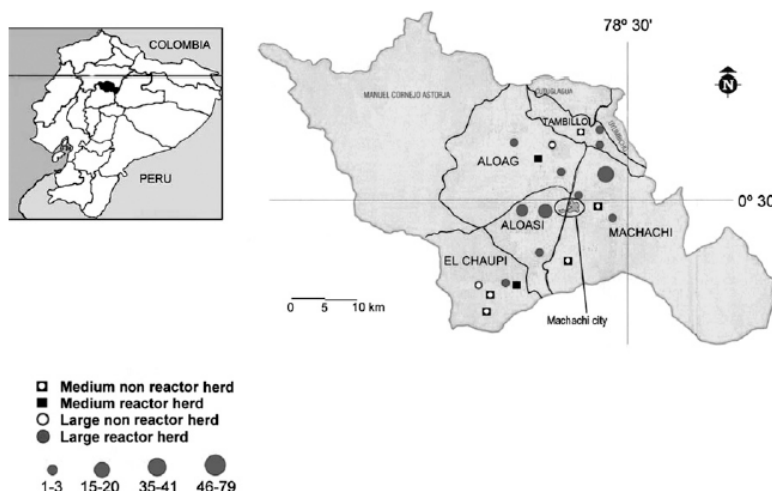 COLOMBIA
PERU
78º 30'
N
MANUEL CORNEJO ASTORJA
TAMBILLO
ALOAG
0º 30'
ALOASI
MACHACHI
EL CHAUPI
0 5 10 km
Machachi city
Medium non reactor herd
Medium reactor herd
Large non reactor herd
Large reactor herd
1-3 15-20 35-41 46-79